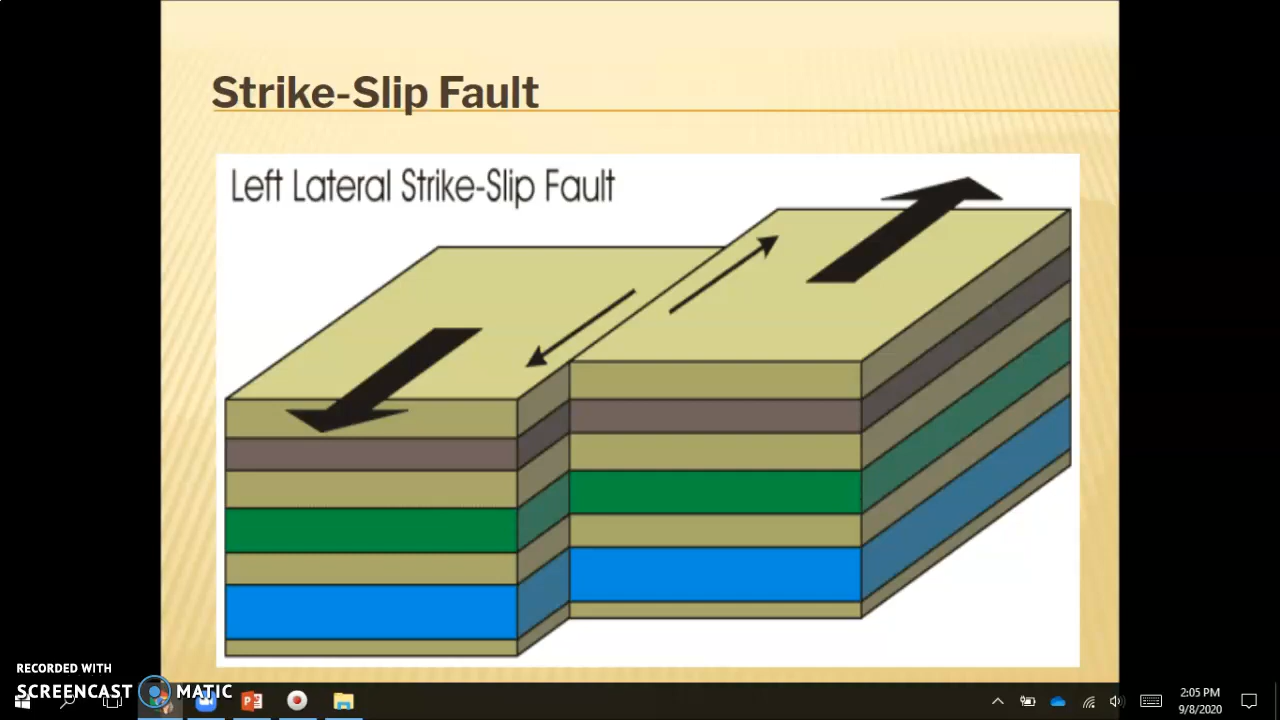 Strike-Slip Fault
Left Lateral Strike-Slip Fault
RECORDED WITH
SCREENCAST MATIC
2:05 PM
9/8/2020